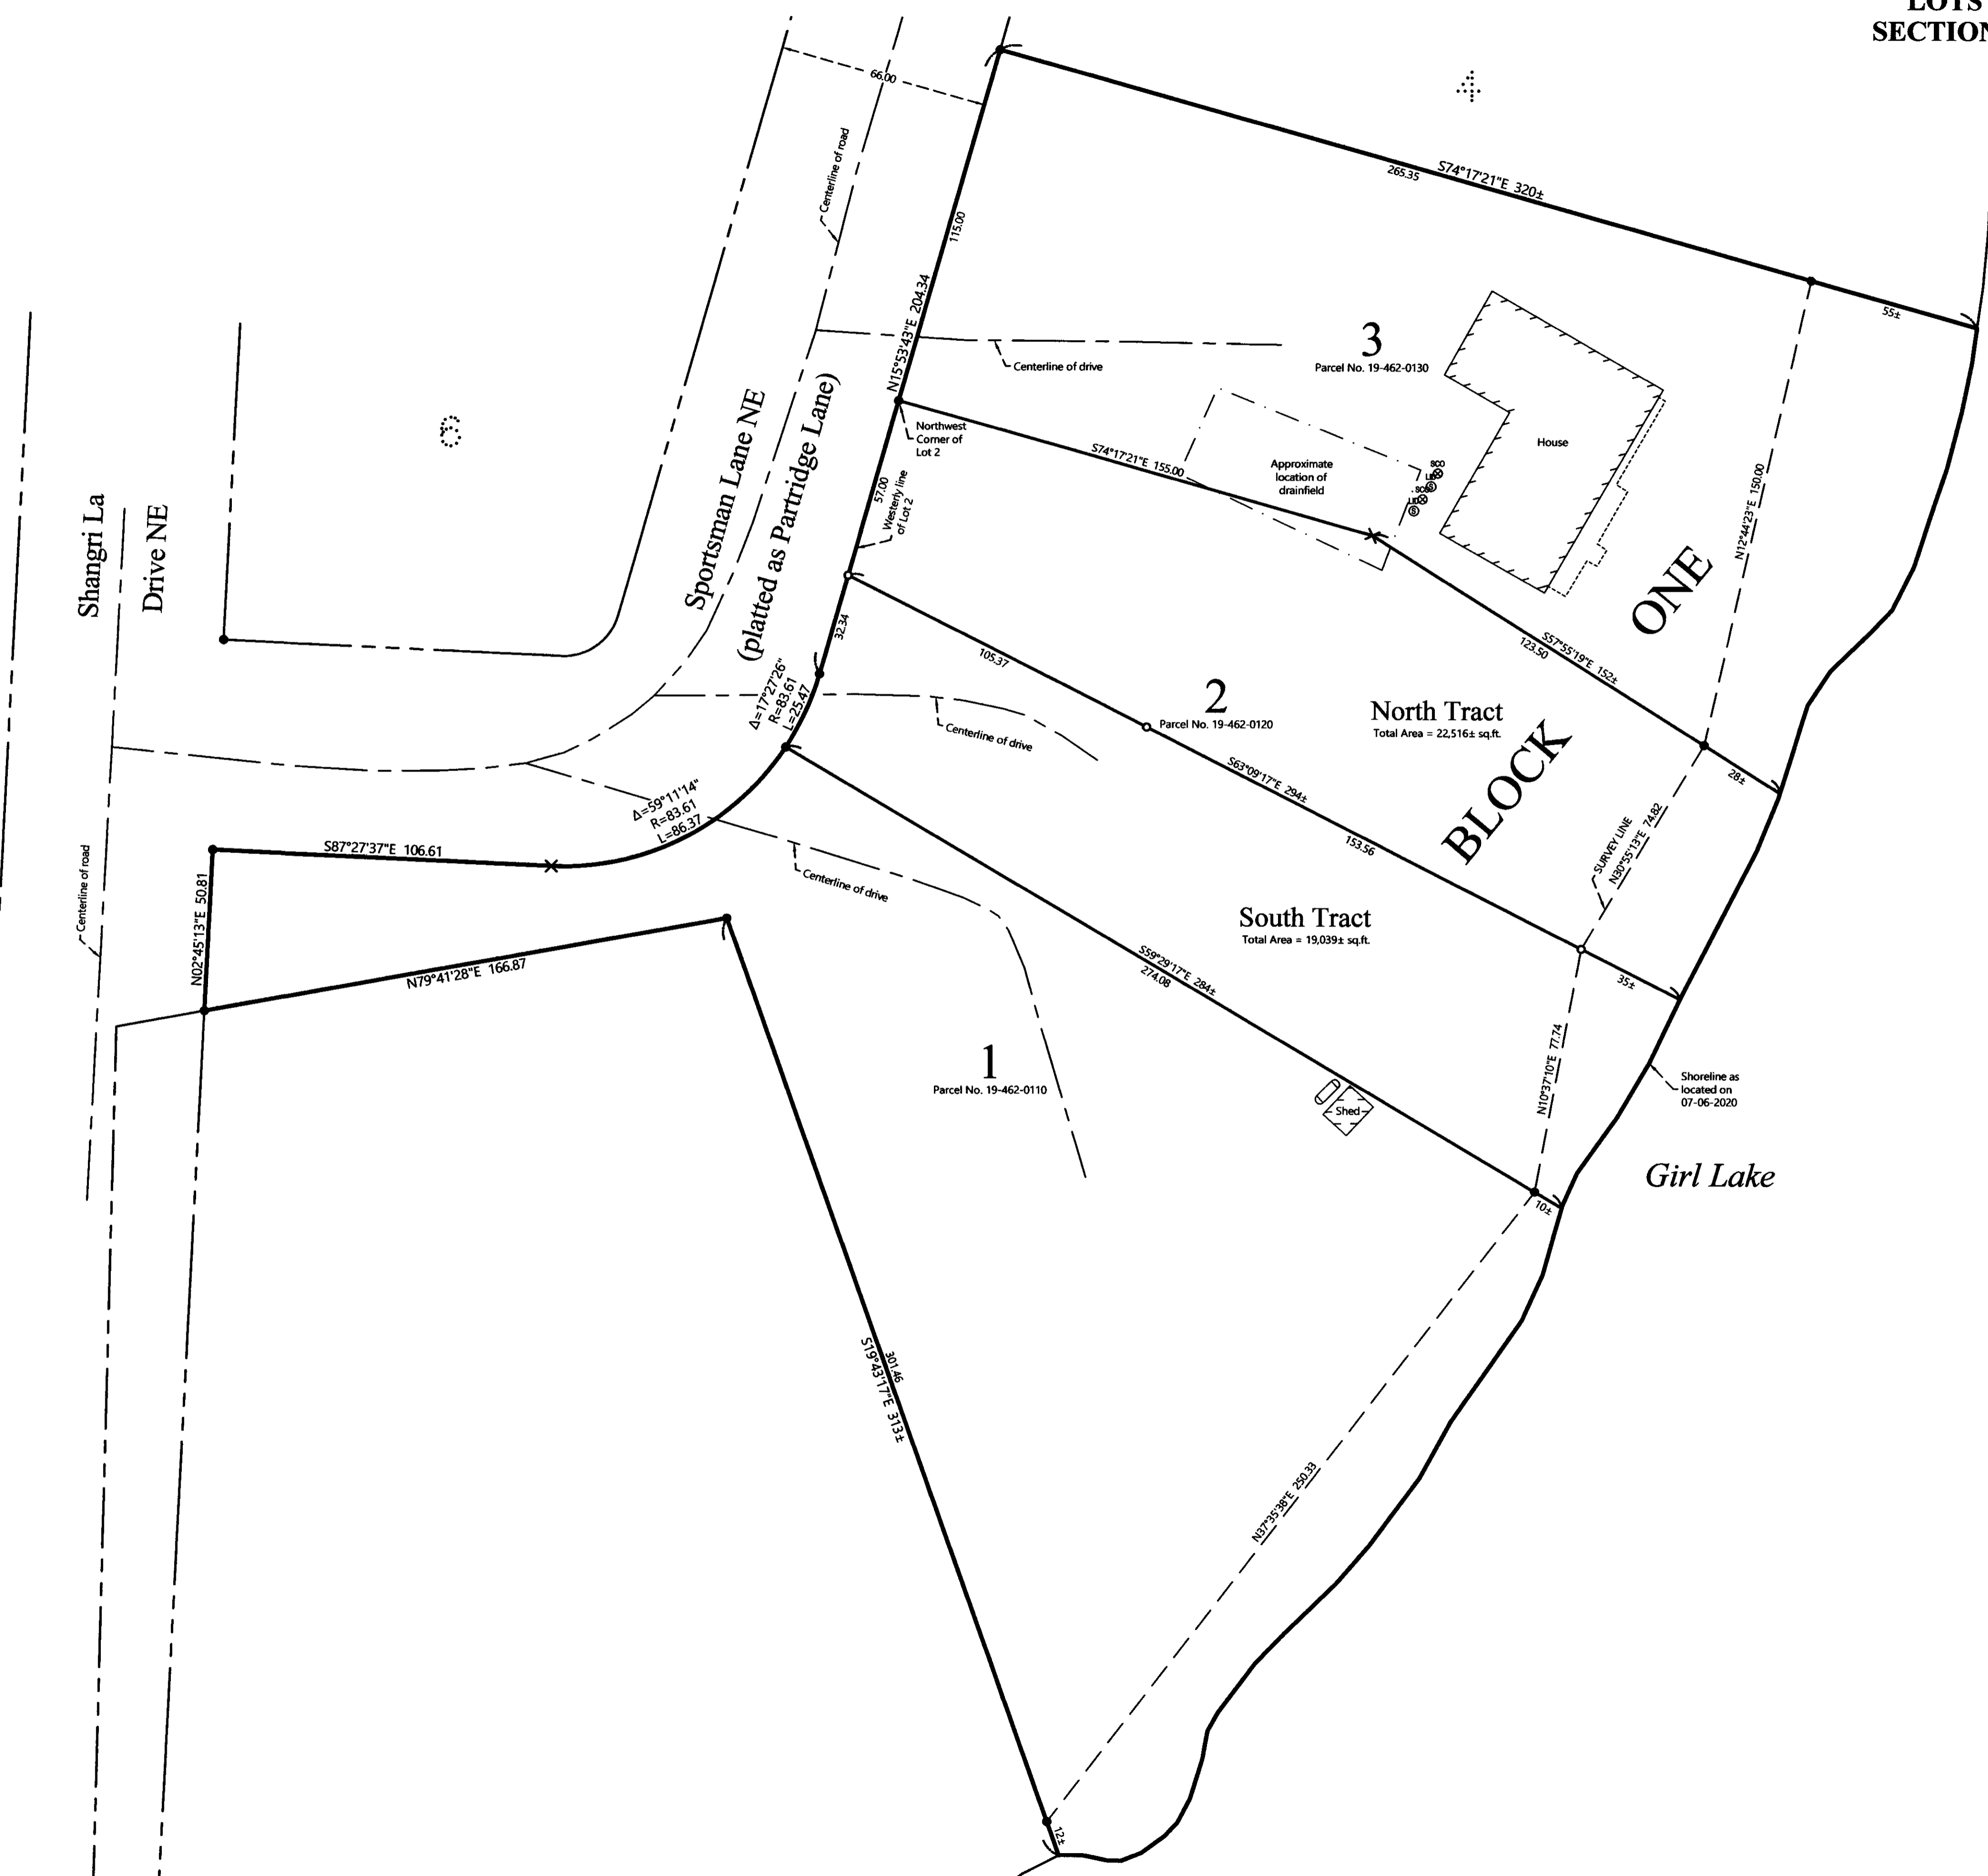 LOTS
SECTION
4
66.00
Centerline of road
S74°17'21"E 320±
265.35
55±
115.00
N15°53'43"E 204.34
3
Parcel No. 19-462-0130
Centerline of drive
6
Sportsman Lane NE
(platted as Partridge Lane)
Northwest
Corner of
Lot 2
S74°17'21"E 155.00
Approximate
location of
drainfield
SCO
LID
S
SCO
LID
S
House
N12°44'23"E 150.00
57.00
Westerly line
of Lot 2
Shangri La
Drive NE
ONE
32.34
105.37
S57°55'19"E 152±
123.50
Δ=17°27'26"
R=83.61
L=25.47
2
Parcel No. 19-462-0120
North Tract
Total Area = 22,516± sq.ft.
Centerline of drive
BLOCK
28±
S63°09'17"E 294±
153.56
SURVEY LINE
N30°55'13"E 74.82
Δ=59°11'14"
R=83.61
L=86.37
S87°27'37"E 106.61
Centerline of drive
Centerline of road
N02°45'13"E 50.81
South Tract
Total Area = 19,039± sq.ft.
N79°41'28"E 166.87
S59°29'17"E 284±
274.08
35±
1
Parcel No. 19-462-0110
N10°37'10"E 77.74
Shed
Shoreline as
located on
07-06-2020
Girl Lake
10±
301.46
S19°43'17"E 313±
N37°35'38"E 250.33
12±